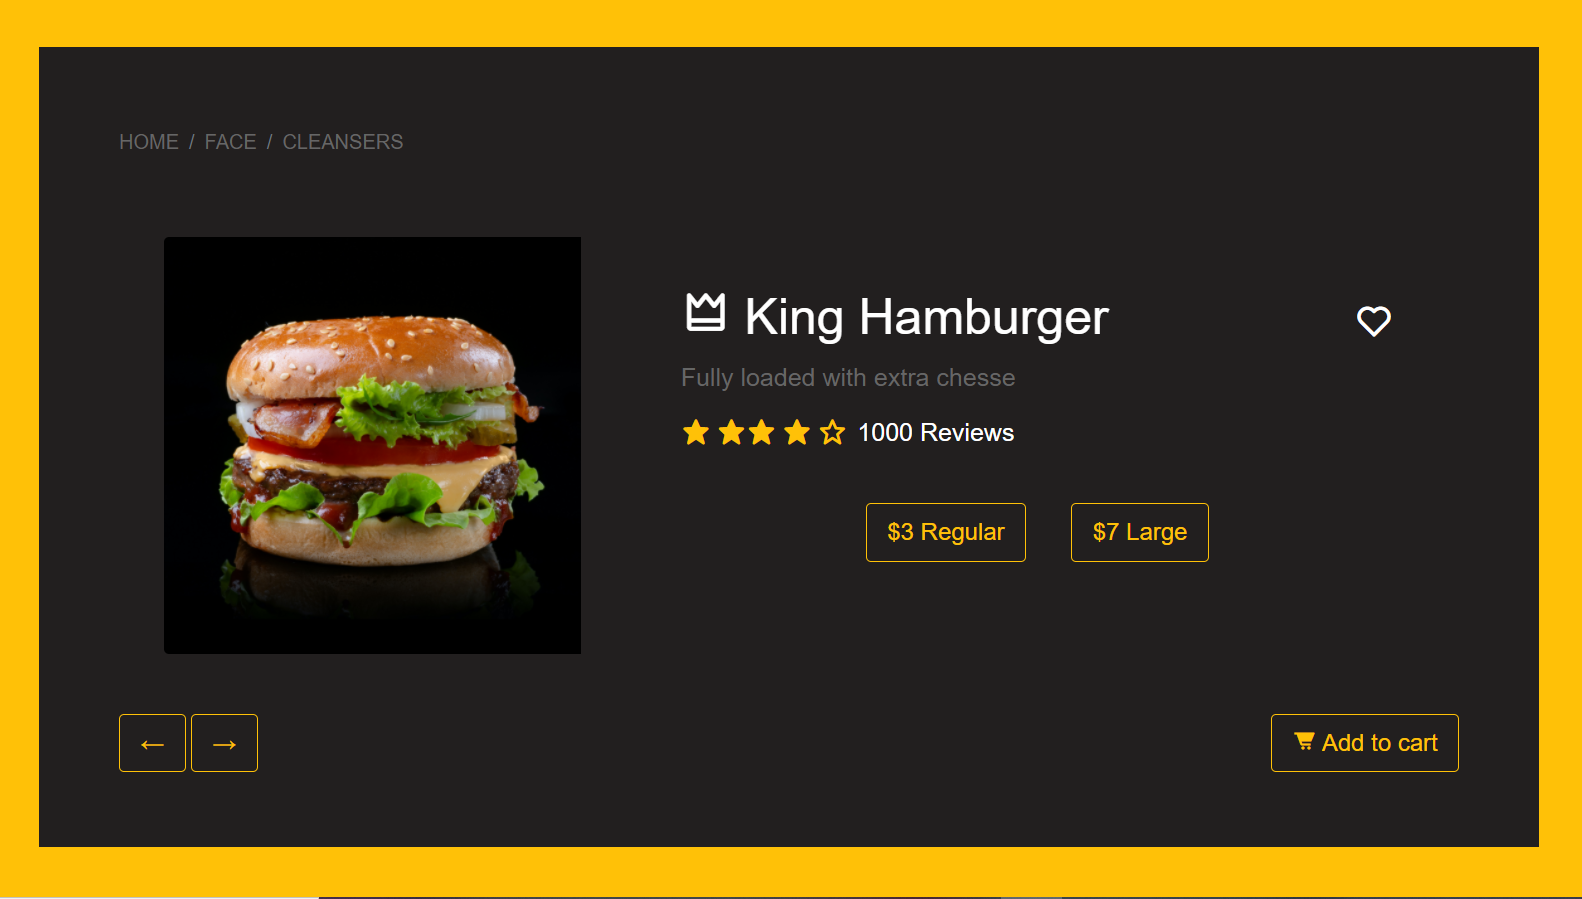 HOME / FACE / CLEANSERS
King Hamburger
Fully loaded with extra chesse
1000 Reviews
$3 Regular
$7 Large
← →
Add to cart